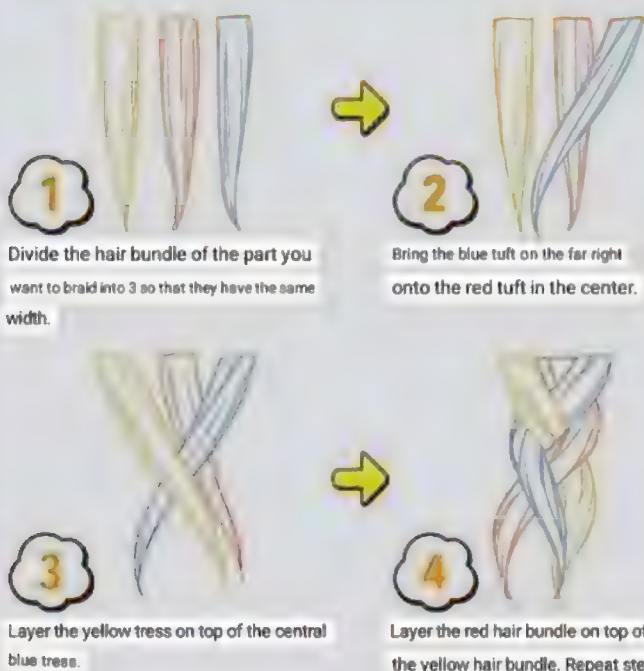 1
Divide the hair bundle of the part you
want to braid into 3 so that they have the same
width.
2
Bring the blue tuft on the far right
onto the red tuft in the center.
3
Layer the yellow tress on top of the central
blue tress.
4
Layer the red hair bundle on top of
the yellow hair bundle. Repeat